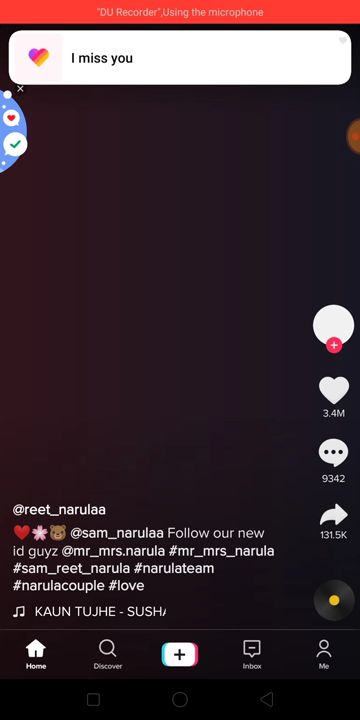 "DU Recorder",Using the microphone
I miss you
3.4M
9342
131.5K
@reet_narulaa
❤️🌸🐻 @sam_narulaa Follow our new
id guyz @mr_mrs.narula #mr_mrs_narula
#sam_reet_narula #narulateam
#narulacouple #love
KAUN TUJHE - SUSHA
Home
Discover
Inbox
Me